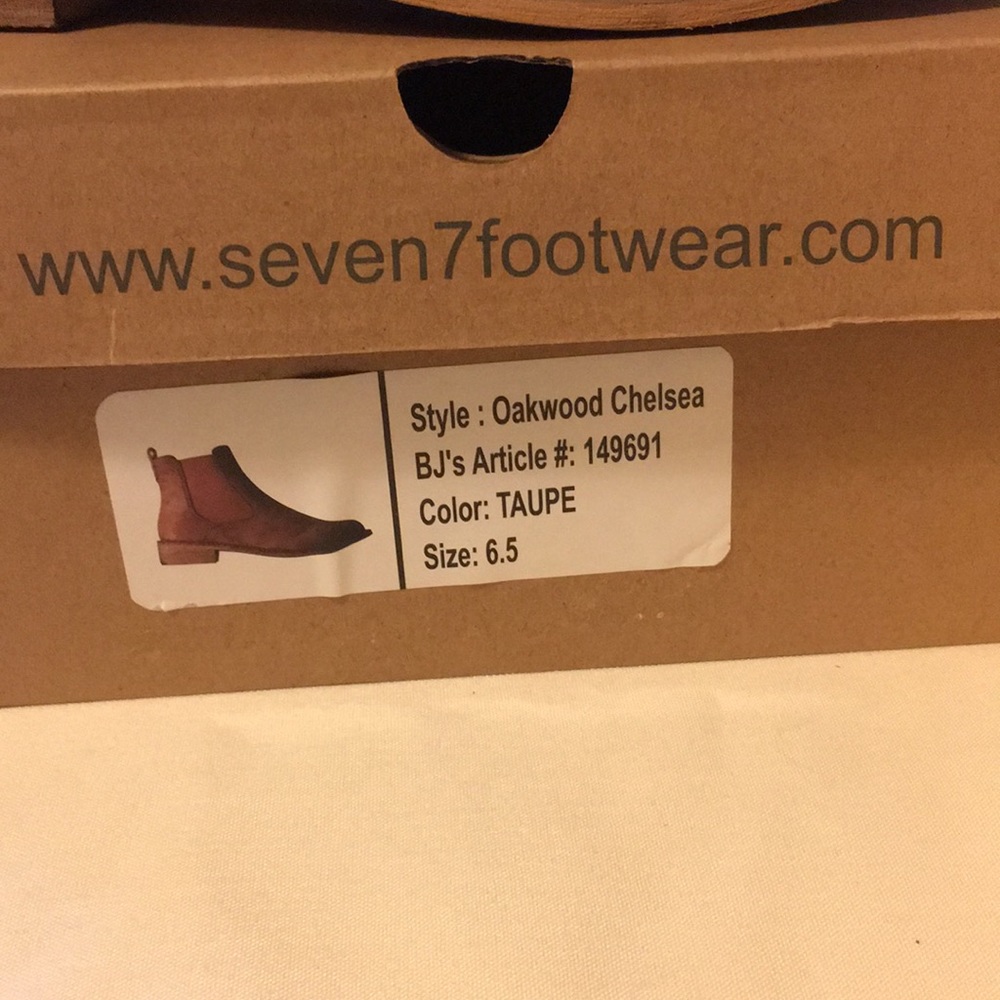 www.seven7footwear.com
Style : Oakwood Chelsea
BJ's Article #: 149691
Color: TAUPE
Size: 6.5